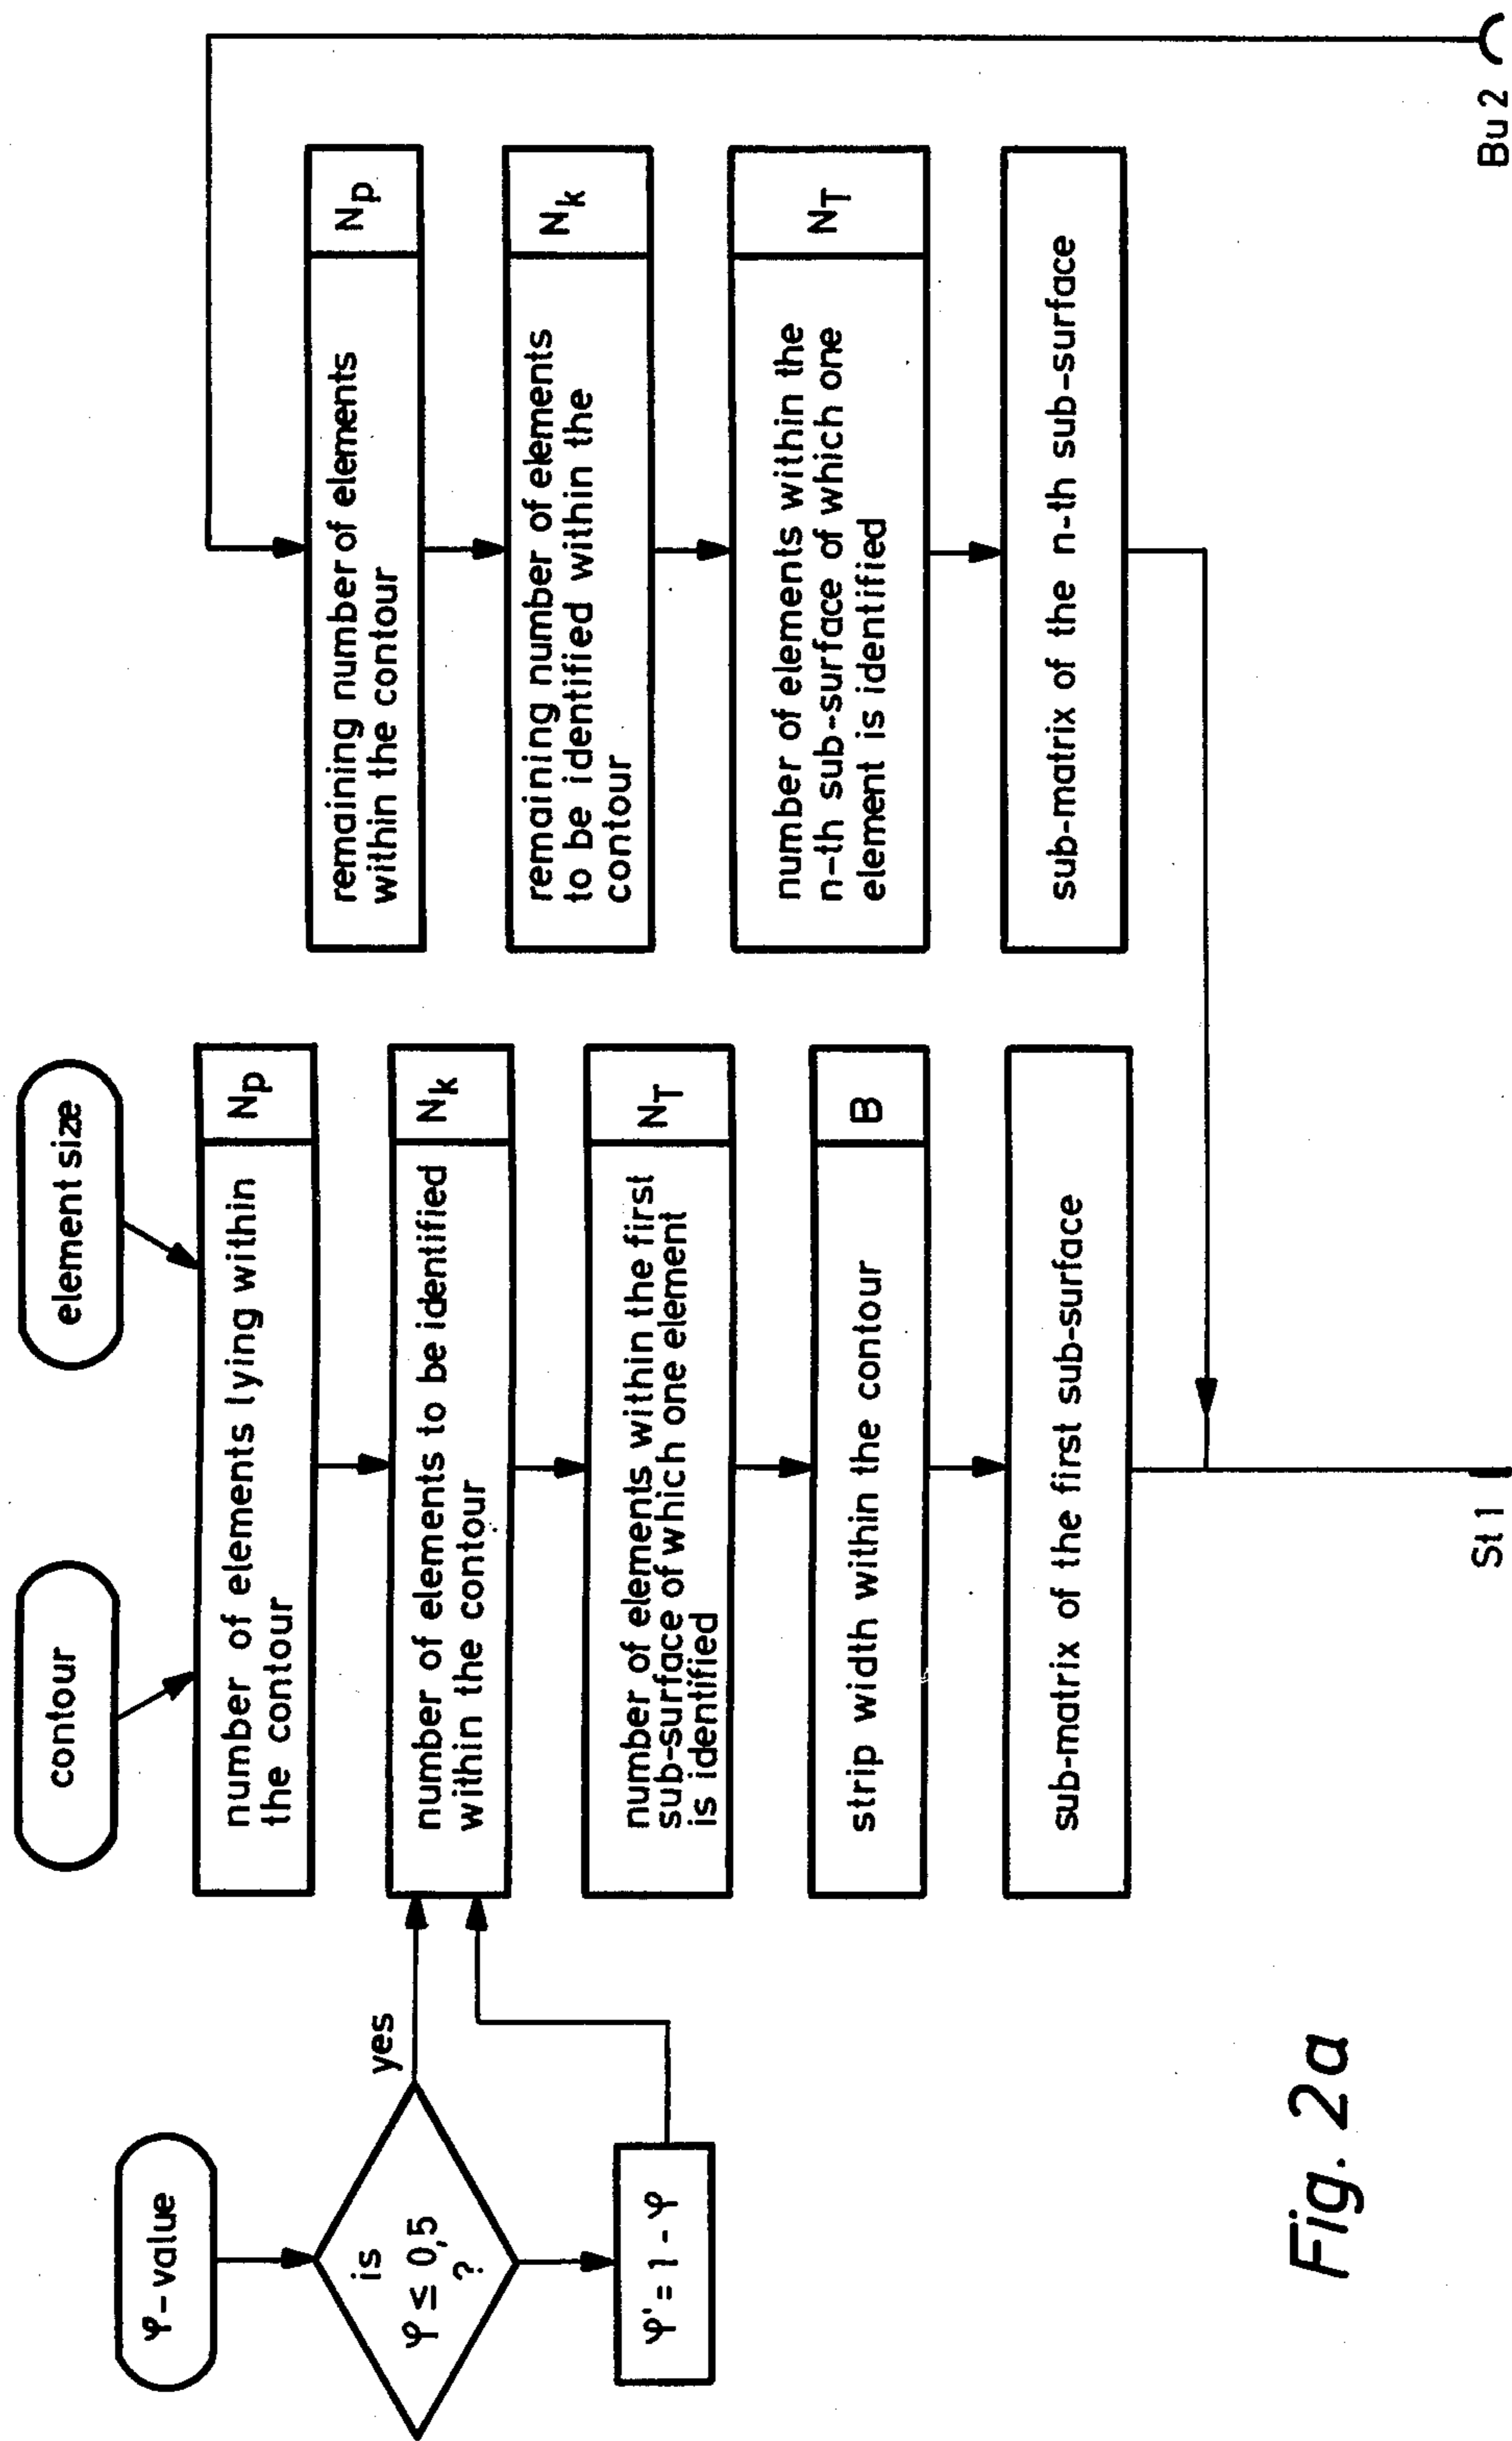 φ-value
is
φ ≤ 0,5
?
yes
φ' = 1 - φ
contour
element size
number of elements lying within
the contour
Np
number of elements to be identified
within the contour
Nk
number of elements within the first
sub-surface of which one element
is identified
NT
strip width within the contour
B
sub-matrix of the first sub-surface
St 1
remaining number of elements
within the contour
Np
remaining number of elements
to be identified within the
contour
Nk
number of elements within the
n-th sub-surface of which one
element is identified
NT
sub-matrix of the n-th sub-surface
Bu 2
Fig. 2a